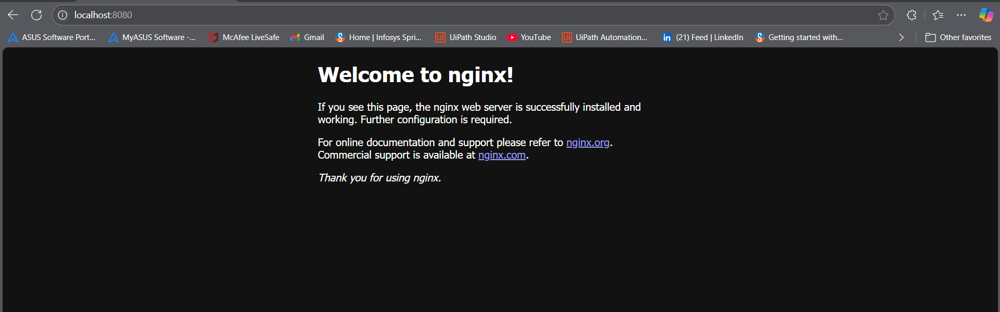 localhost:8080
ASUS Software Port... MyASUS Software -... McAfee LiveSafe Gmail Home | Infosys Spri... Ui UiPath Studio YouTube Ui UiPath Automation... in (21) Feed | LinkedIn Getting started with... Other favorites
Welcome to nginx!
If you see this page, the nginx web server is successfully installed and
working. Further configuration is required.
For online documentation and support please refer to nginx.org.
Commercial support is available at nginx.com.
Thank you for using nginx.